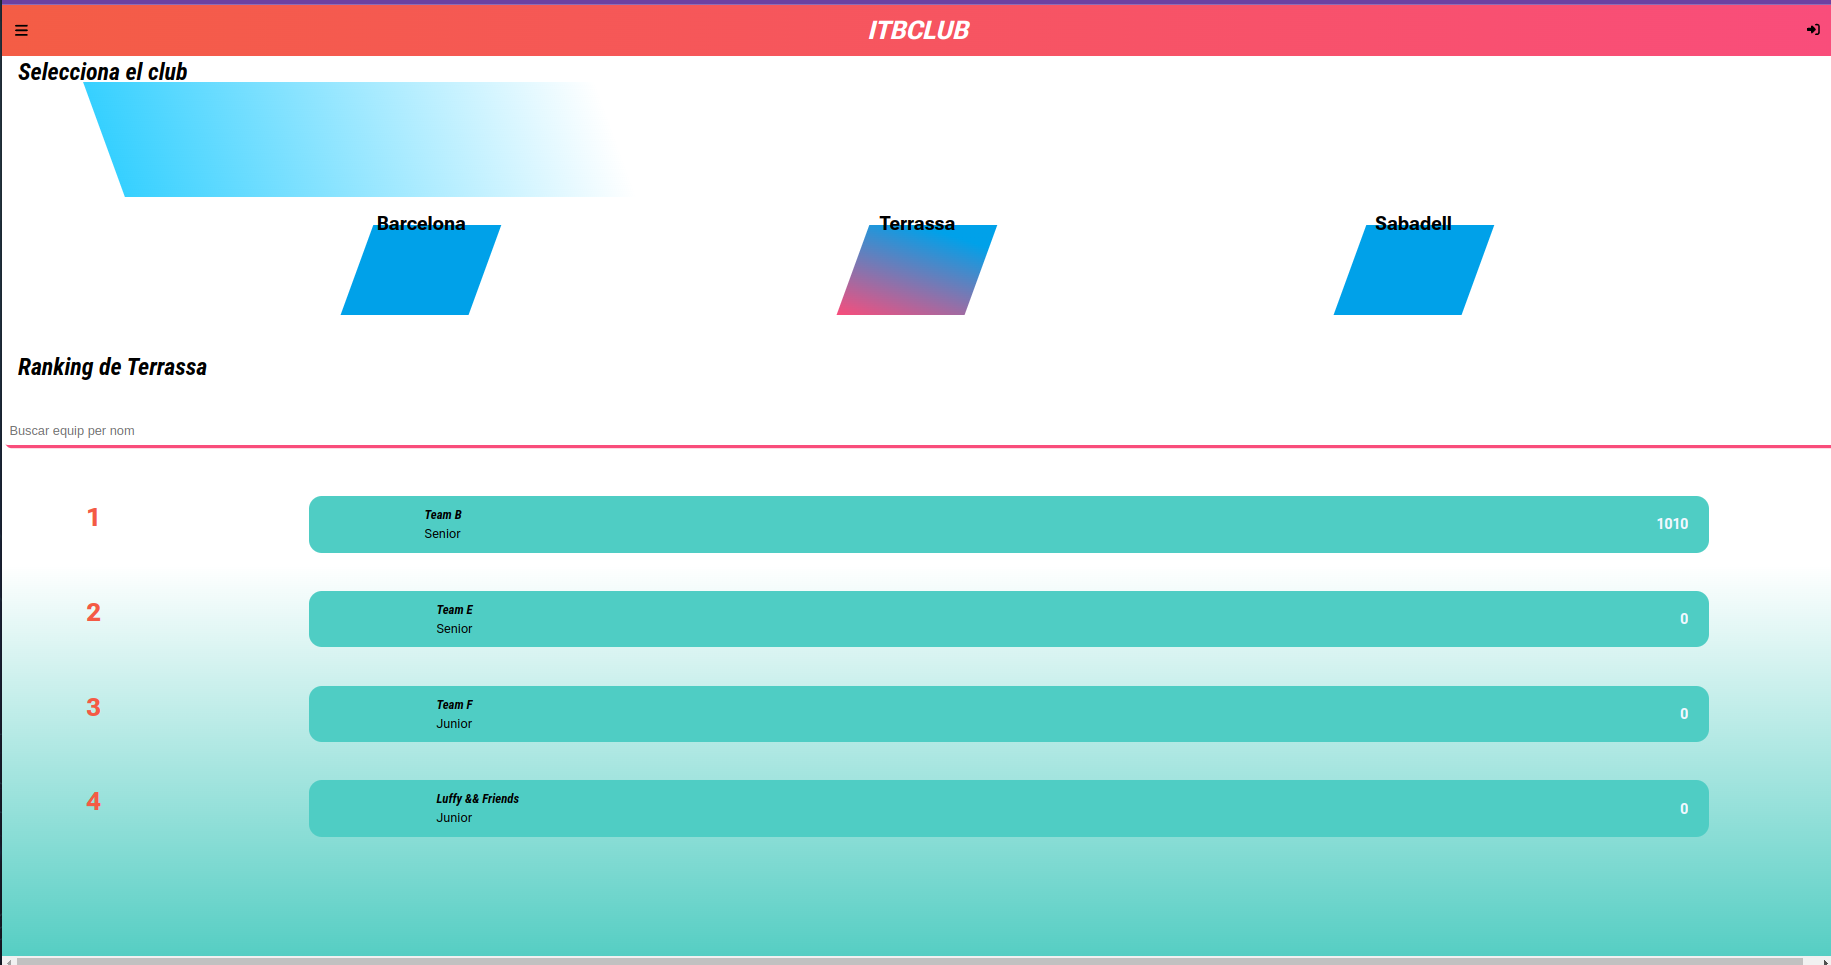 ITBCLUB
Selecciona el club
Barcelona
Terrassa
Sabadell
Ranking de Terrassa
Buscar equip per nom
1
Team B
Senior
1010
2
Team E
Senior
0
3
Team F
Junior
0
4
Luffy && Friends
Junior
0